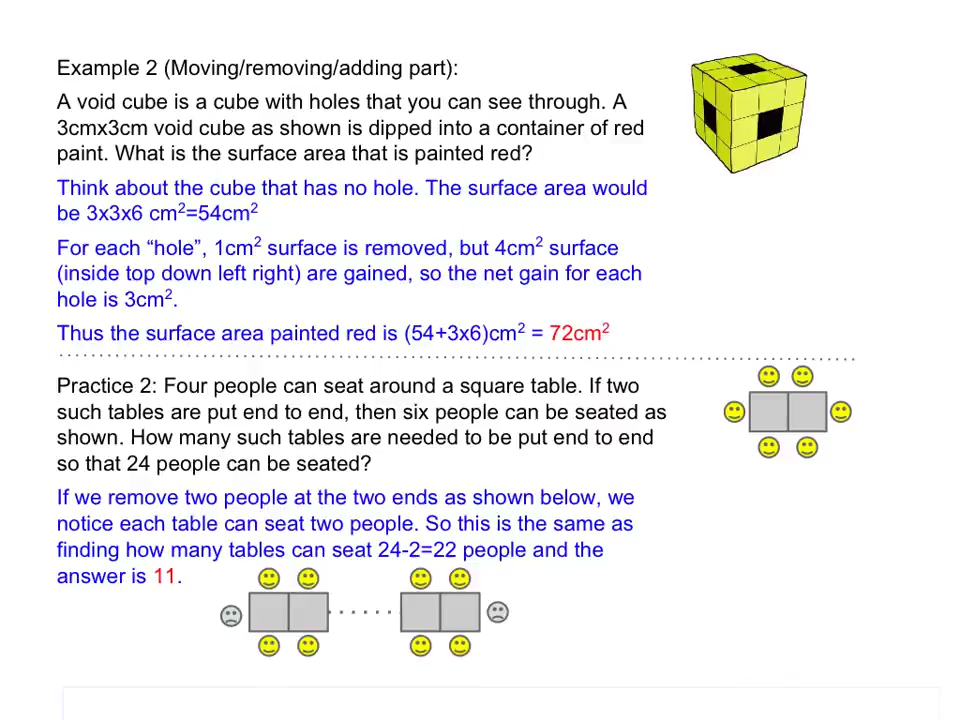 Example 2 (Moving/removing/adding part):
A void cube is a cube with holes that you can see through. A
3cmx3cm void cube as shown is dipped into a container of red
paint. What is the surface area that is painted red?
Think about the cube that has no hole. The surface area would
be 3x3x6 cm²=54cm²
For each “hole”, 1cm² surface is removed, but 4cm² surface
(inside top down left right) are gained, so the net gain for each
hole is 3cm².
Thus the surface area painted red is (54+3x6)cm² = 72cm²
Practice 2: Four people can seat around a square table. If two
such tables are put end to end, then six people can be seated as
shown. How many such tables are needed to be put end to end
so that 24 people can be seated?
If we remove two people at the two ends as shown below, we
notice each table can seat two people. So this is the same as
finding how many tables can seat 24-2=22 people and the
answer is 11.